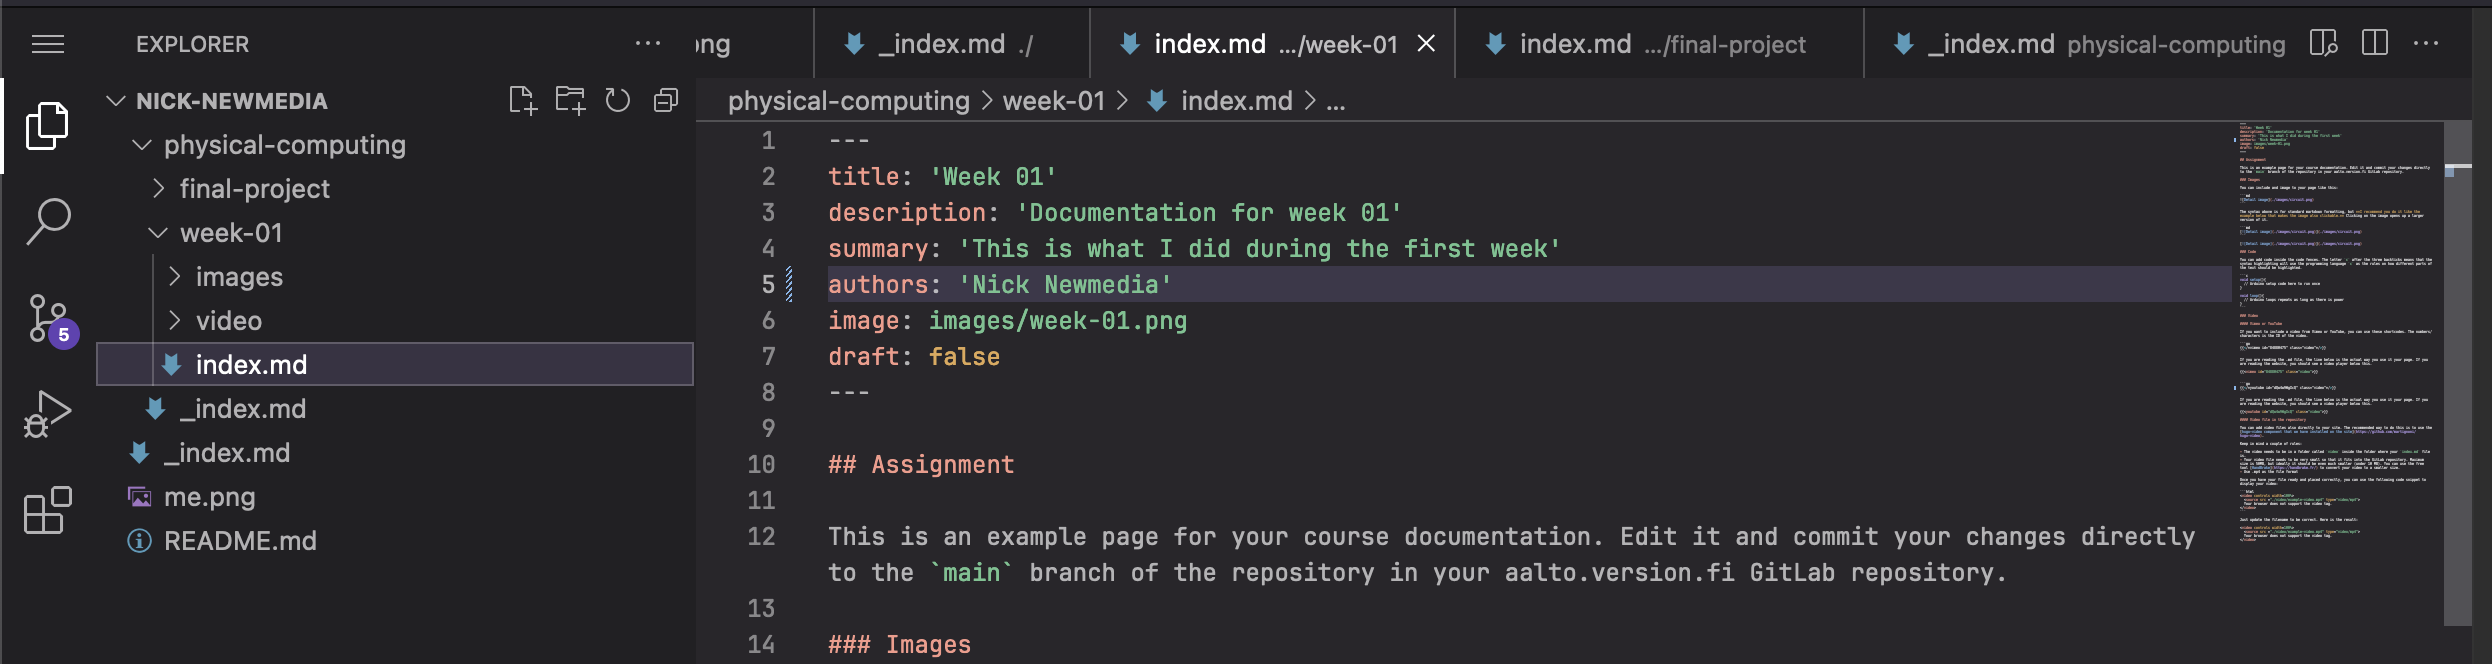 EXPLORER
NICK-NEWMEDIA
physical-computing
final-project
week-01
images
video
index.md
_index.md
_index.md
me.png
README.md
5
_index.md ./
index.md .../week-01
index.md .../final-project
_index.md physical-computing
physical-computing > week-01 > index.md > ...
1 ---
2 title: 'Week 01'
3 description: 'Documentation for week 01'
4 summary: 'This is what I did during the first week'
5 authors: 'Nick Newmedia'
6 image: images/week-01.png
7 draft: false
8 ---
9
10 ## Assignment
11
12 This is an example page for your course documentation. Edit it and commit your changes directly
to the `main` branch of the repository in your aalto.version.fi GitLab repository.
13
14 ### Images